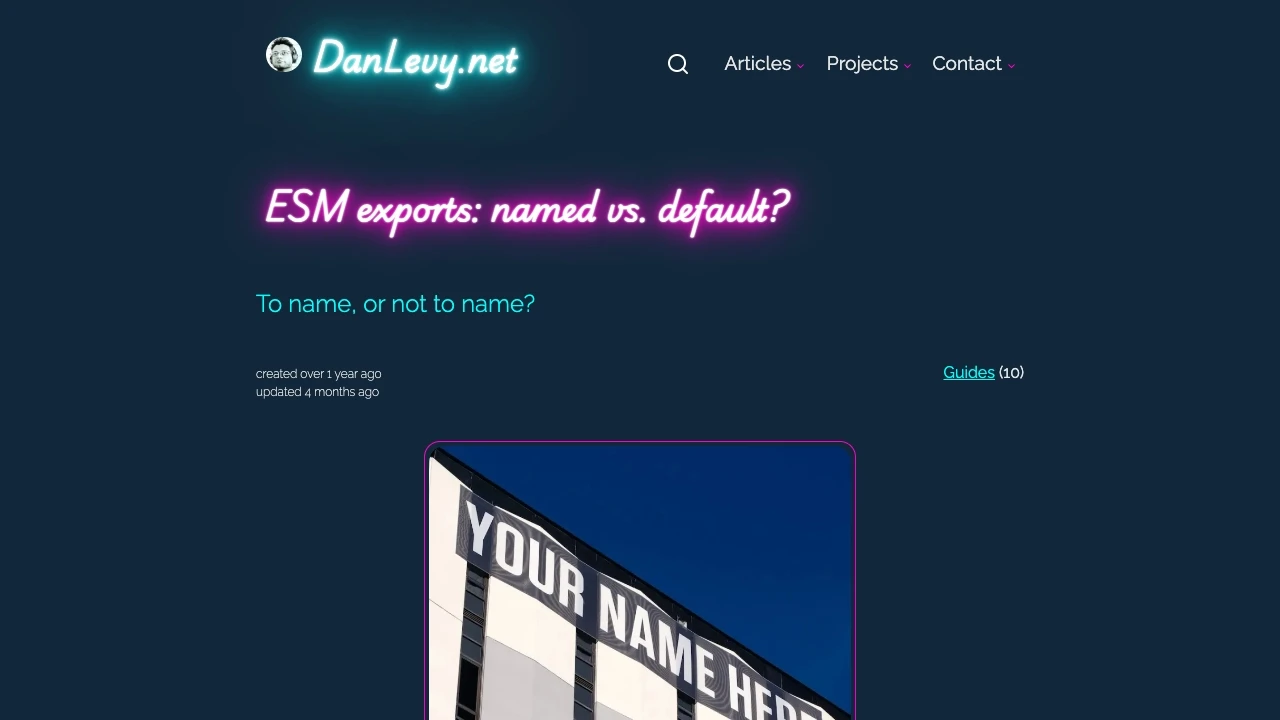 DanLevy.net
Articles Projects Contact
ESM exports: named vs. default?
To name, or not to name?
created over 1 year ago
updated 4 months ago
Guides (10)
YOUR NAME HERE